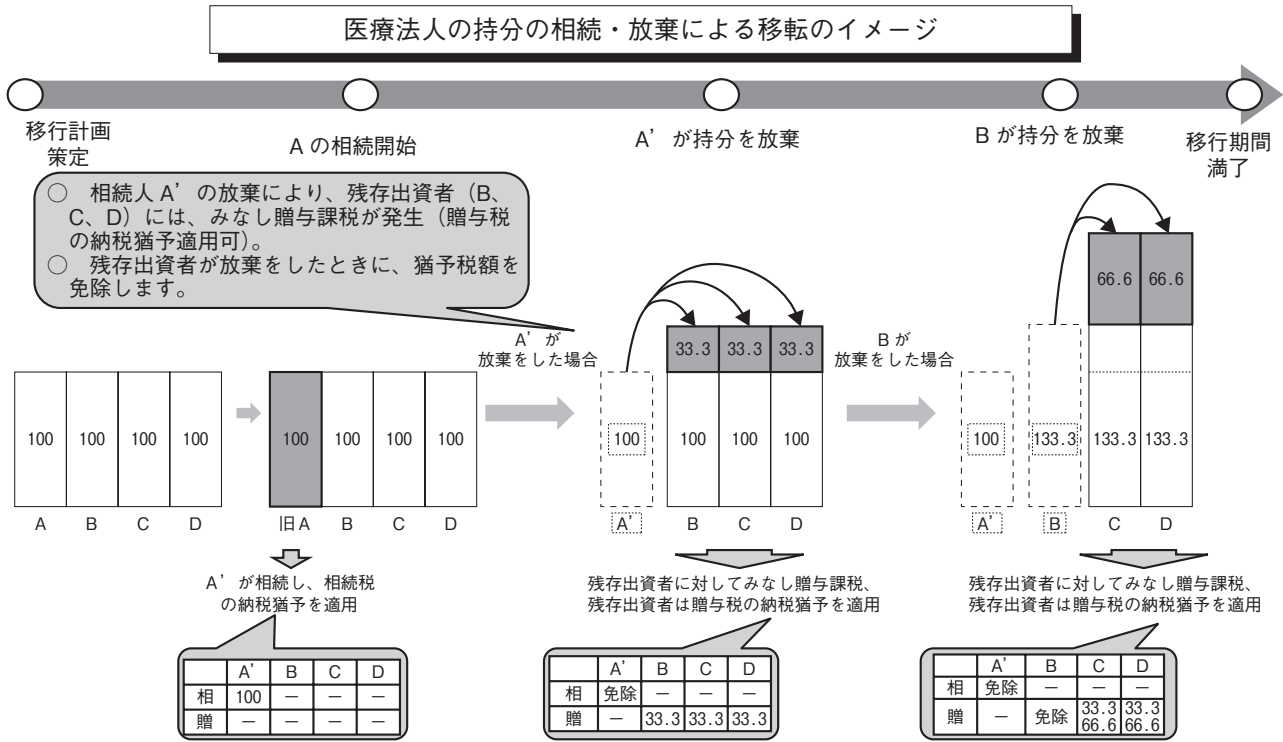 医療法人の持分の相続・放棄による移転のイメージ
移行計画
策定
Aの相続開始
A’が持分を放棄
Bが持分を放棄
移行期間
満了
○ 相続人A’の放棄により、残存出資者（B、
C、D）には、みなし贈与課税が発生（贈与税
の納税猶予適用可）。
○ 残存出資者が放棄をしたときに、猶予税額を
免除します。
100 100 100 100
A B C D
100 100 100 100
旧A B C D
A’が
放棄をした場合
33.3 33.3 33.3
100 100 100 100
A’ B C D
Bが
放棄をした場合
66.6 66.6
100 133.3 133.3 133.3
A’ B C D
A’が相続し、相続税
の納税猶予を適用
残存出資者に対してみなし贈与課税、
残存出資者は贈与税の納税猶予を適用
残存出資者に対してみなし贈与課税、
残存出資者は贈与税の納税猶予を適用
A’ B C D
相 100 － － －
贈 － － － －
A’ B C D
相 免除 － － －
贈 － 33.3 33.3 33.3
A’ B C D
相 免除 － － －
贈 － 免除 33.3 33.3
66.6 66.6